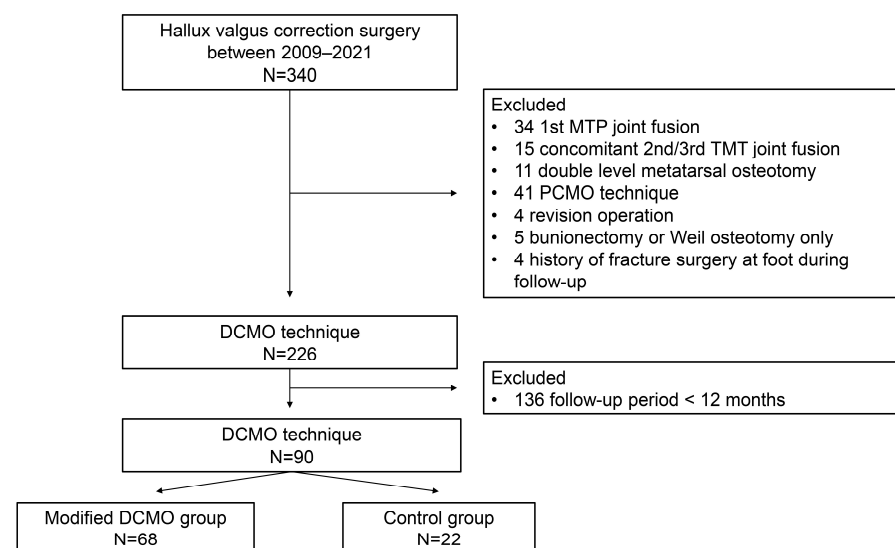 Hallux valgus correction surgery
between 2009–2021
N=340
Excluded
• 34 1st MTP joint fusion
• 15 concomitant 2nd/3rd TMT joint fusion
• 11 double level metatarsal osteotomy
• 41 PCMO technique
• 4 revision operation
• 5 bunionectomy or Weil osteotomy only
• 4 history of fracture surgery at foot during
follow-up
DCMO technique
N=226
Excluded
• 136 follow-up period < 12 months
DCMO technique
N=90
Modified DCMO group
N=68
Control group
N=22